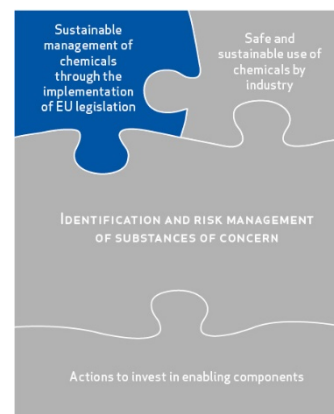 Sustainable
management of
chemicals
through the
implementation
of EU legislation
Safe and
sustainable use of
chemicals by
industry
IDENTIFICATION AND RISK MANAGEMENT
OF SUBSTANCES OF CONCERN
Actions to invest in enabling components